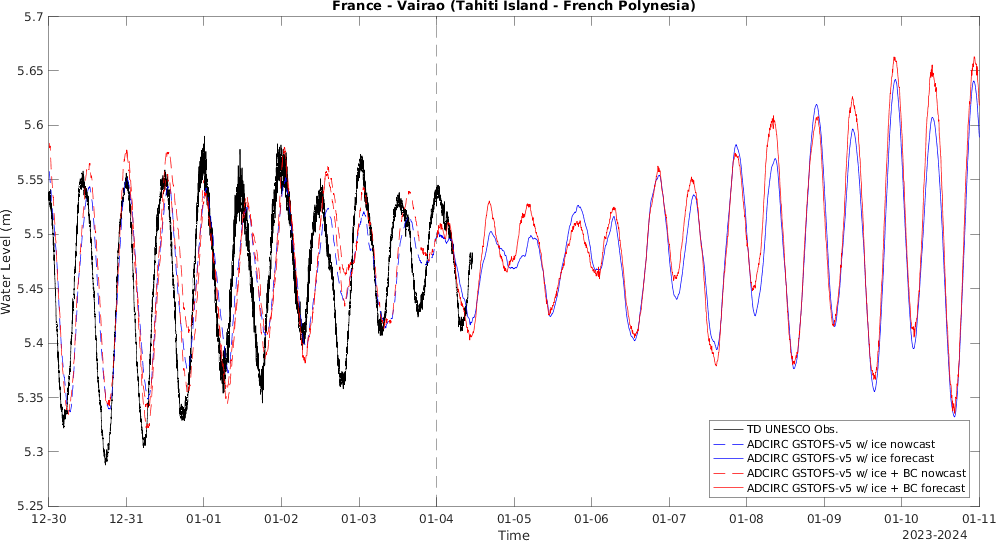 France - Vairao (Tahiti Island - French Polynesia)
5.7
5.65
5.6
5.55
5.5
5.45
5.4
5.35
5.3
5.25
Water Level (m)
TD UNESCO Obs.
ADCIRC GSTOFS-v5 w/ ice nowcast
ADCIRC GSTOFS-v5 w/ ice forecast
ADCIRC GSTOFS-v5 w/ ice + BC nowcast
ADCIRC GSTOFS-v5 w/ ice + BC forecast
12-30 12-31 01-01 01-02 01-03 01-04 01-05 01-06 01-07 01-08 01-09 01-10 01-11
Time
2023-2024